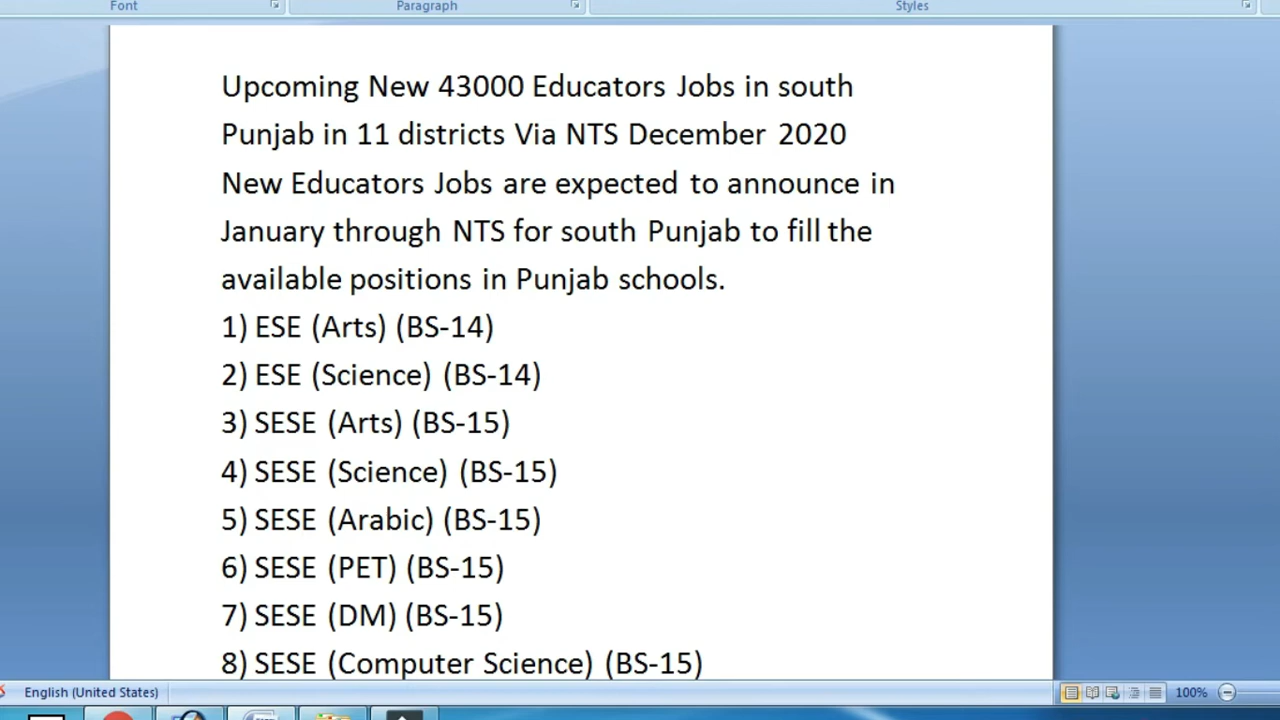 Font Paragraph Styles
Upcoming New 43000 Educators Jobs in south
Punjab in 11 districts Via NTS December 2020
New Educators Jobs are expected to announce in
January through NTS for south Punjab to fill the
available positions in Punjab schools.
1) ESE (Arts) (BS-14)
2) ESE (Science) (BS-14)
3) SESE (Arts) (BS-15)
4) SESE (Science) (BS-15)
5) SESE (Arabic) (BS-15)
6) SESE (PET) (BS-15)
7) SESE (DM) (BS-15)
8) SESE (Computer Science) (BS-15)
English (United States) 100%